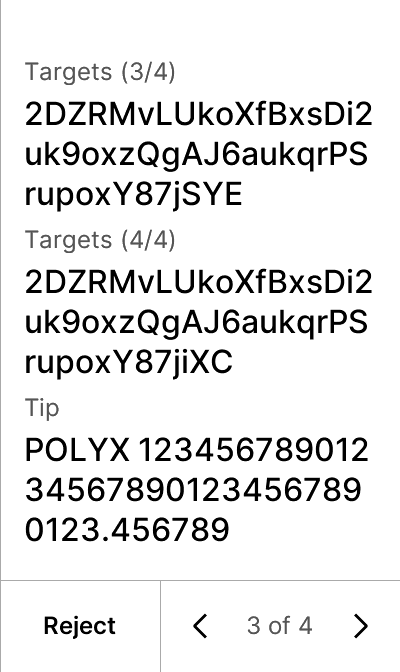 Targets (3/4)
2DZRMvLUkoXfBxsDi2
uk9oxzQgAJ6aukqrPS
rupoxY87jSYE
Targets (4/4)
2DZRMvLUkoXfBxsDi2
uk9oxzQgAJ6aukqrPS
rupoxY87jiXC
Tip
POLYX 123456789012
34567890123456789
0123.456789
Reject
3 of 4